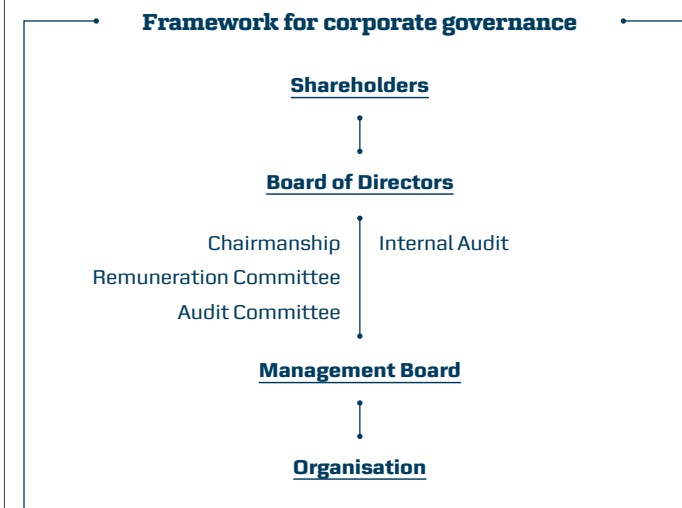 Framework for corporate governance
Shareholders
Board of Directors
Chairmanship
Remuneration Committee
Audit Committee
Internal Audit
Management Board
Organisation